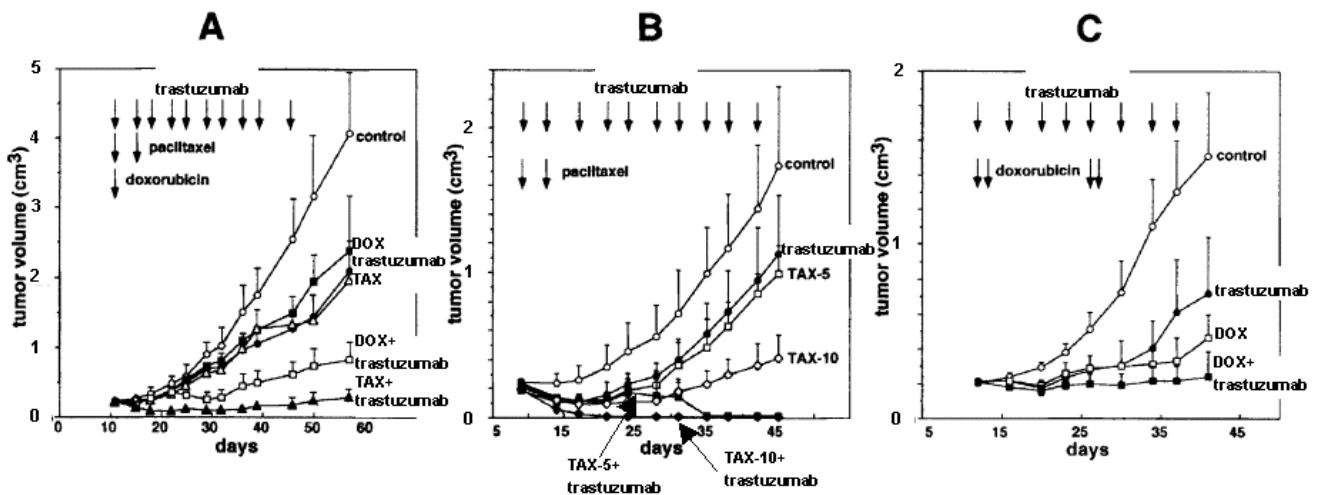 A
tumor volume (cm3)
5
4
3
2
1
0
0
10
20
30
40
50
60
days
trastuzumab
paclitaxel
doxorubicin
control
DOX
trastuzumab
TAX
DOX+
trastuzumab
TAX+
trastuzumab
B
tumor volume (cm3)
2
1
0
5
15
25
35
45
days
trastuzumab
paclitaxel
control
trastuzumab
TAX-5
TAX-10
TAX-5+
trastuzumab
TAX-10+
trastuzumab
C
tumor volume (cm3)
2
1
0
5
15
25
35
45
days
trastuzumab
doxorubicin
control
trastuzumab
DOX
DOX+
trastuzumab